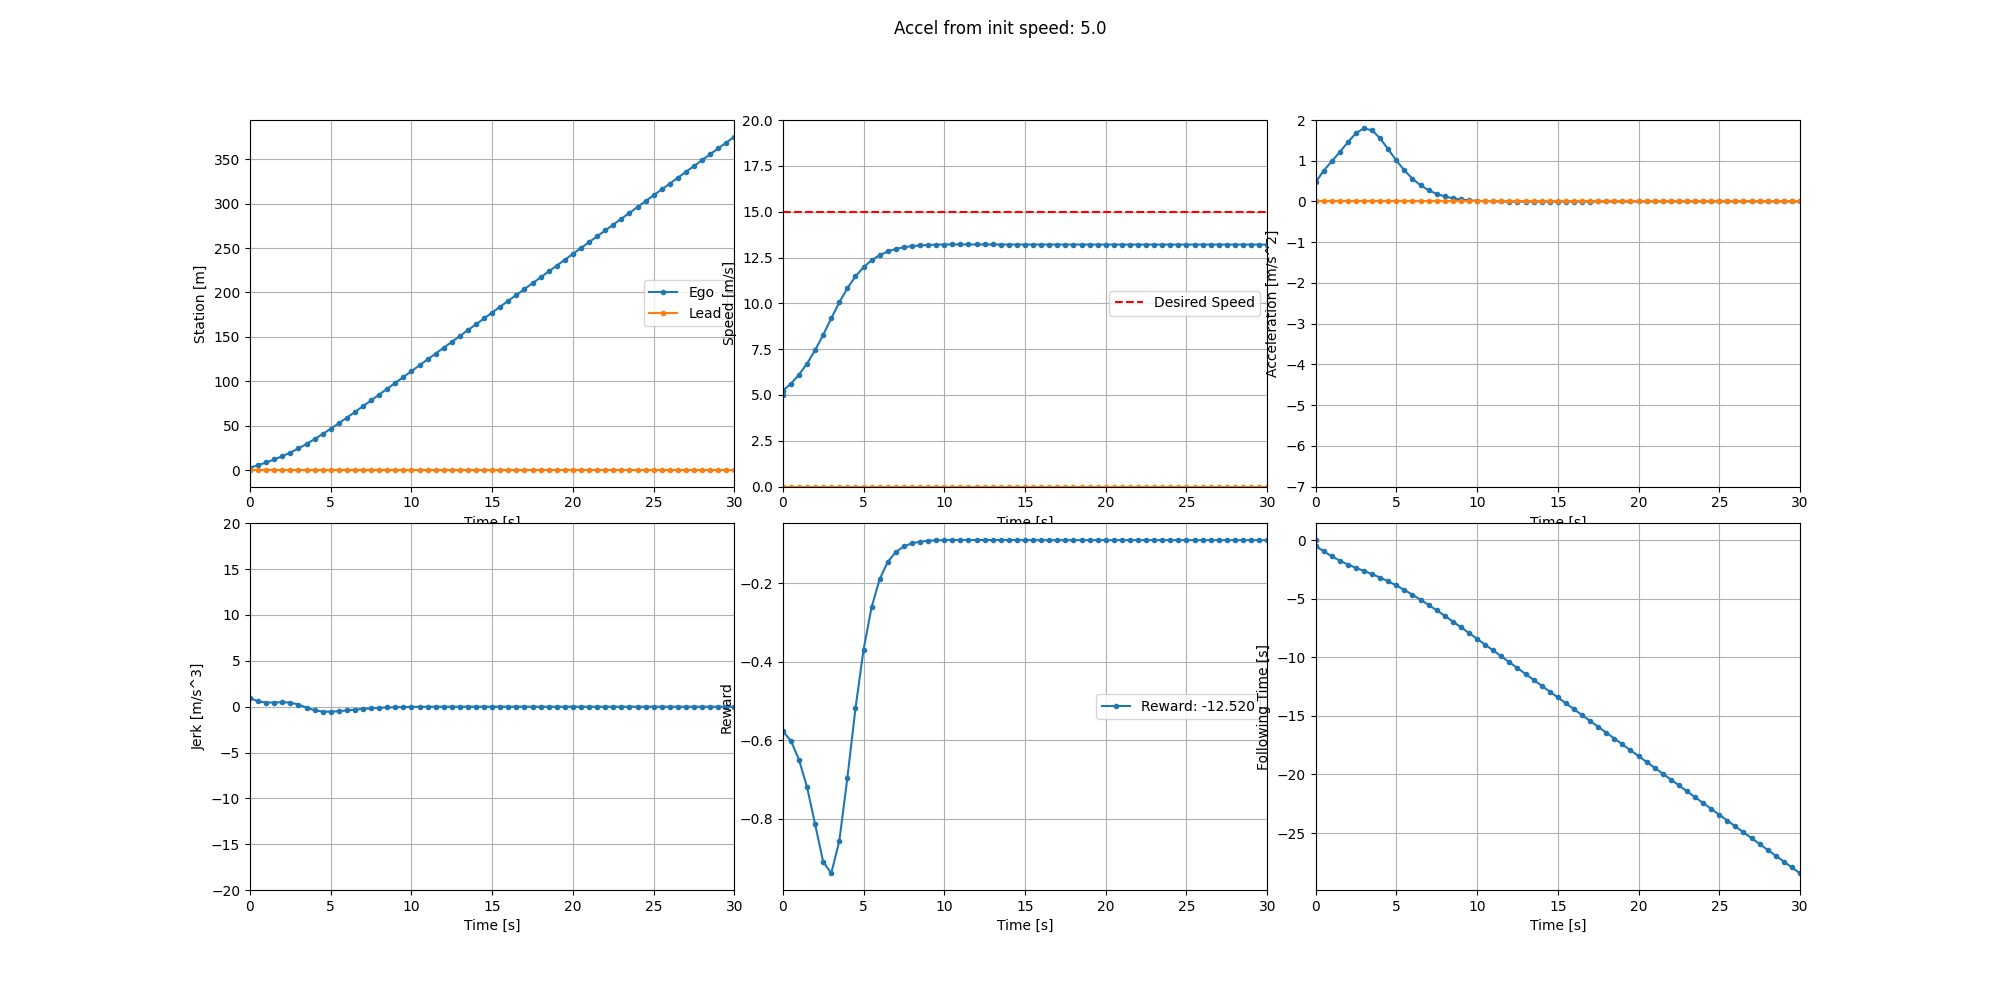 Accel from init speed: 5.0
Station [m]
350
300
250
200
150
100
50
0
Ego
Lead
0 5 10 15 20 25 30
Time [s]
Speed [m/s]
20.0
17.5
15.0
12.5
10.0
7.5
5.0
2.5
0.0
Desired Speed
0 5 10 15 20 25 30
Time [s]
Acceleration [m/s^2]
2
1
0
−1
−2
−3
−4
−5
−6
−7
0 5 10 15 20 25 30
Time [s]
Jerk [m/s^3]
20
15
10
5
0
−5
−10
−15
−20
0 5 10 15 20 25 30
Time [s]
Reward
−0.2
−0.4
−0.6
−0.8
Reward: -12.520
0 5 10 15 20 25 30
Time [s]
Following Time [s]
0
−5
−10
−15
−20
−25
0 5 10 15 20 25 30
Time [s]